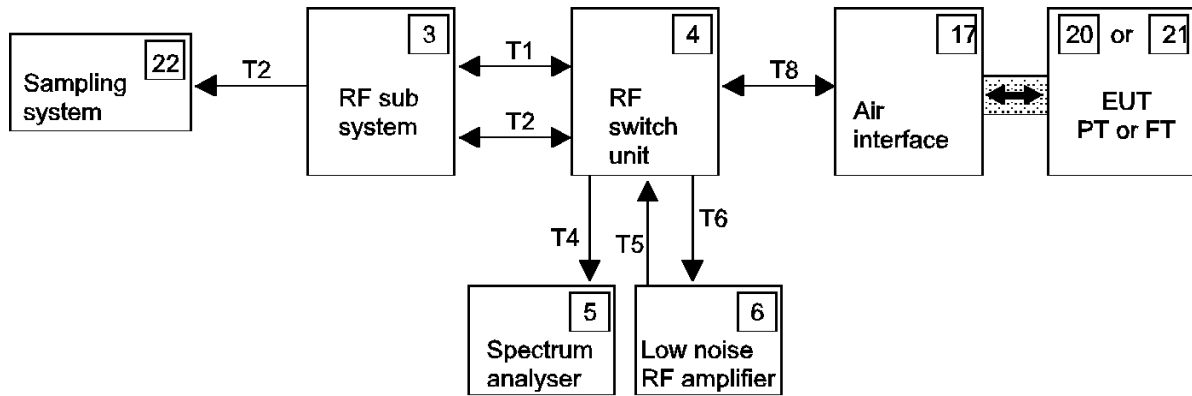 22
Sampling
system
T2
3
RF sub
system
T1
T2
4
RF
switch
unit
T8
17
Air
interface
20 or 21
EUT
PT or FT
T4
T5
T6
5
Spectrum
analyser
6
Low noise
RF amplifier